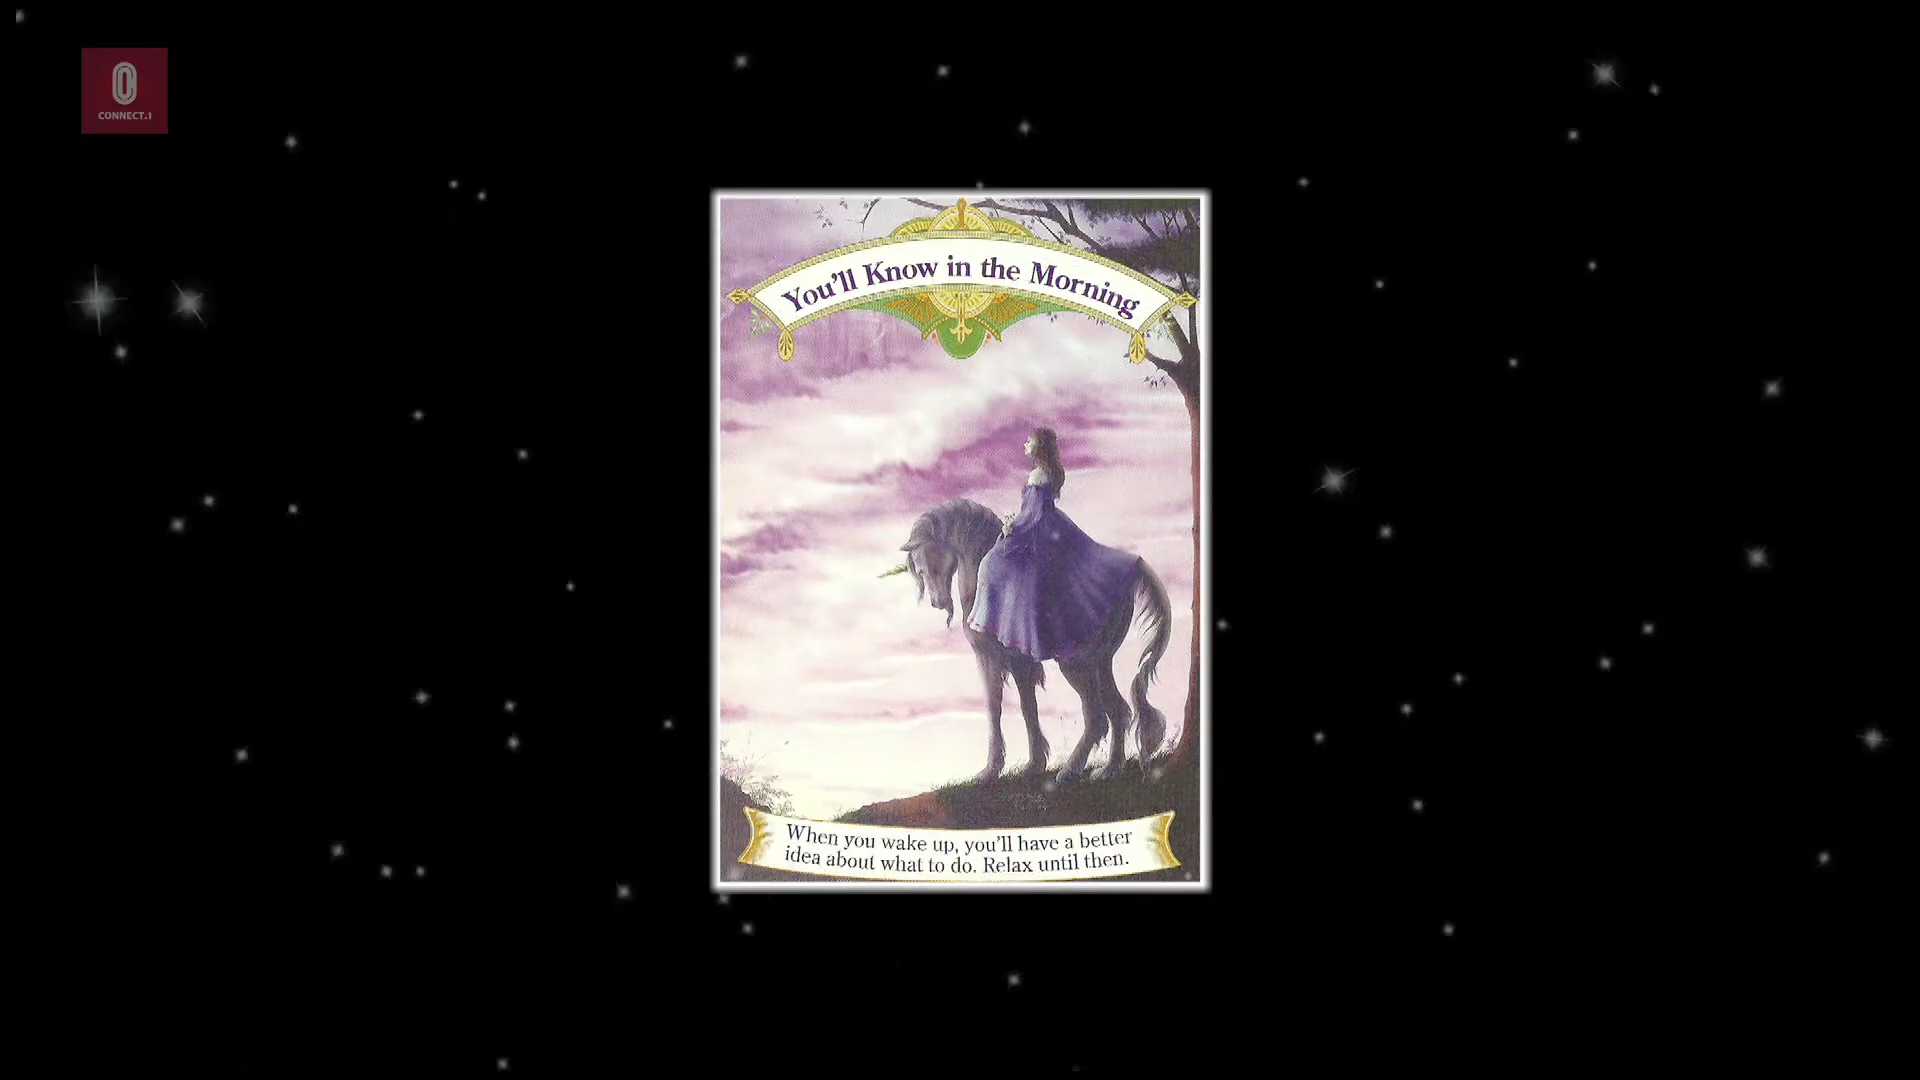 CONNECT.1
You'll Know in the Morning
When you wake up, you'll have a better
idea about what to do. Relax until then.